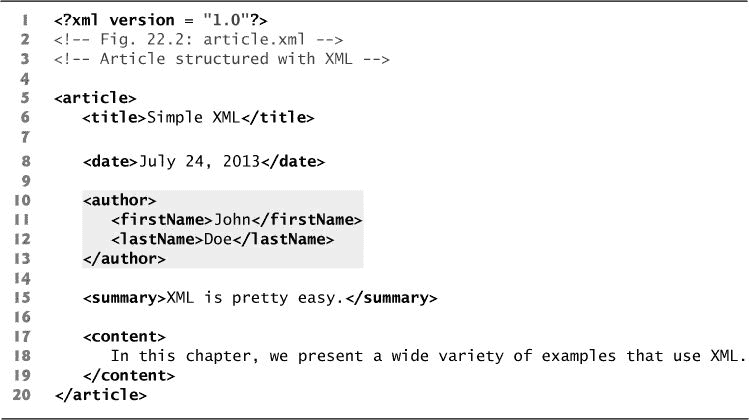 1 <?xml version = "1.0"?>
2 <!-- Fig. 22.2: article.xml -->
3 <!-- Article structured with XML -->
4
5 <article>
6 <title>Simple XML</title>
7
8 <date>July 24, 2013</date>
9
10 <author>
11 <firstName>John</firstName>
12 <lastName>Doe</lastName>
13 </author>
14
15 <summary>XML is pretty easy.</summary>
16
17 <content>
18 In this chapter, we present a wide variety of examples that use XML.
19 </content>
20 </article>